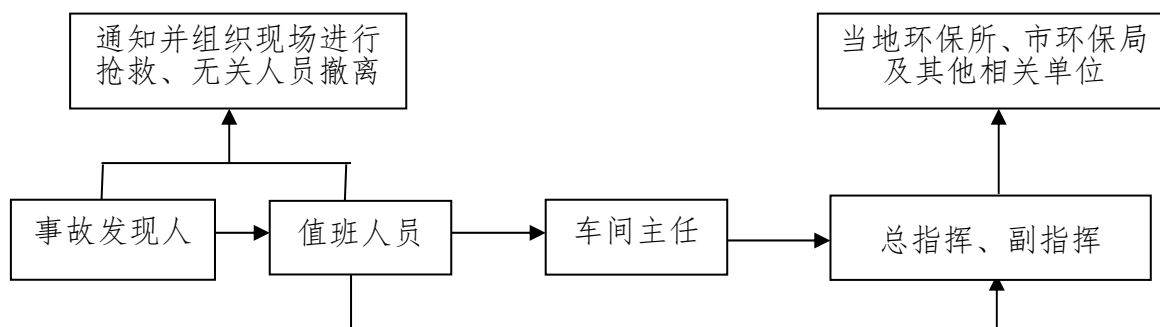 通知并组织现场进行
抢救、无关人员撤离
当地环保所、市环保局
及其他相关单位
事故发现人
值班人员
车间主任
总指挥、副指挥